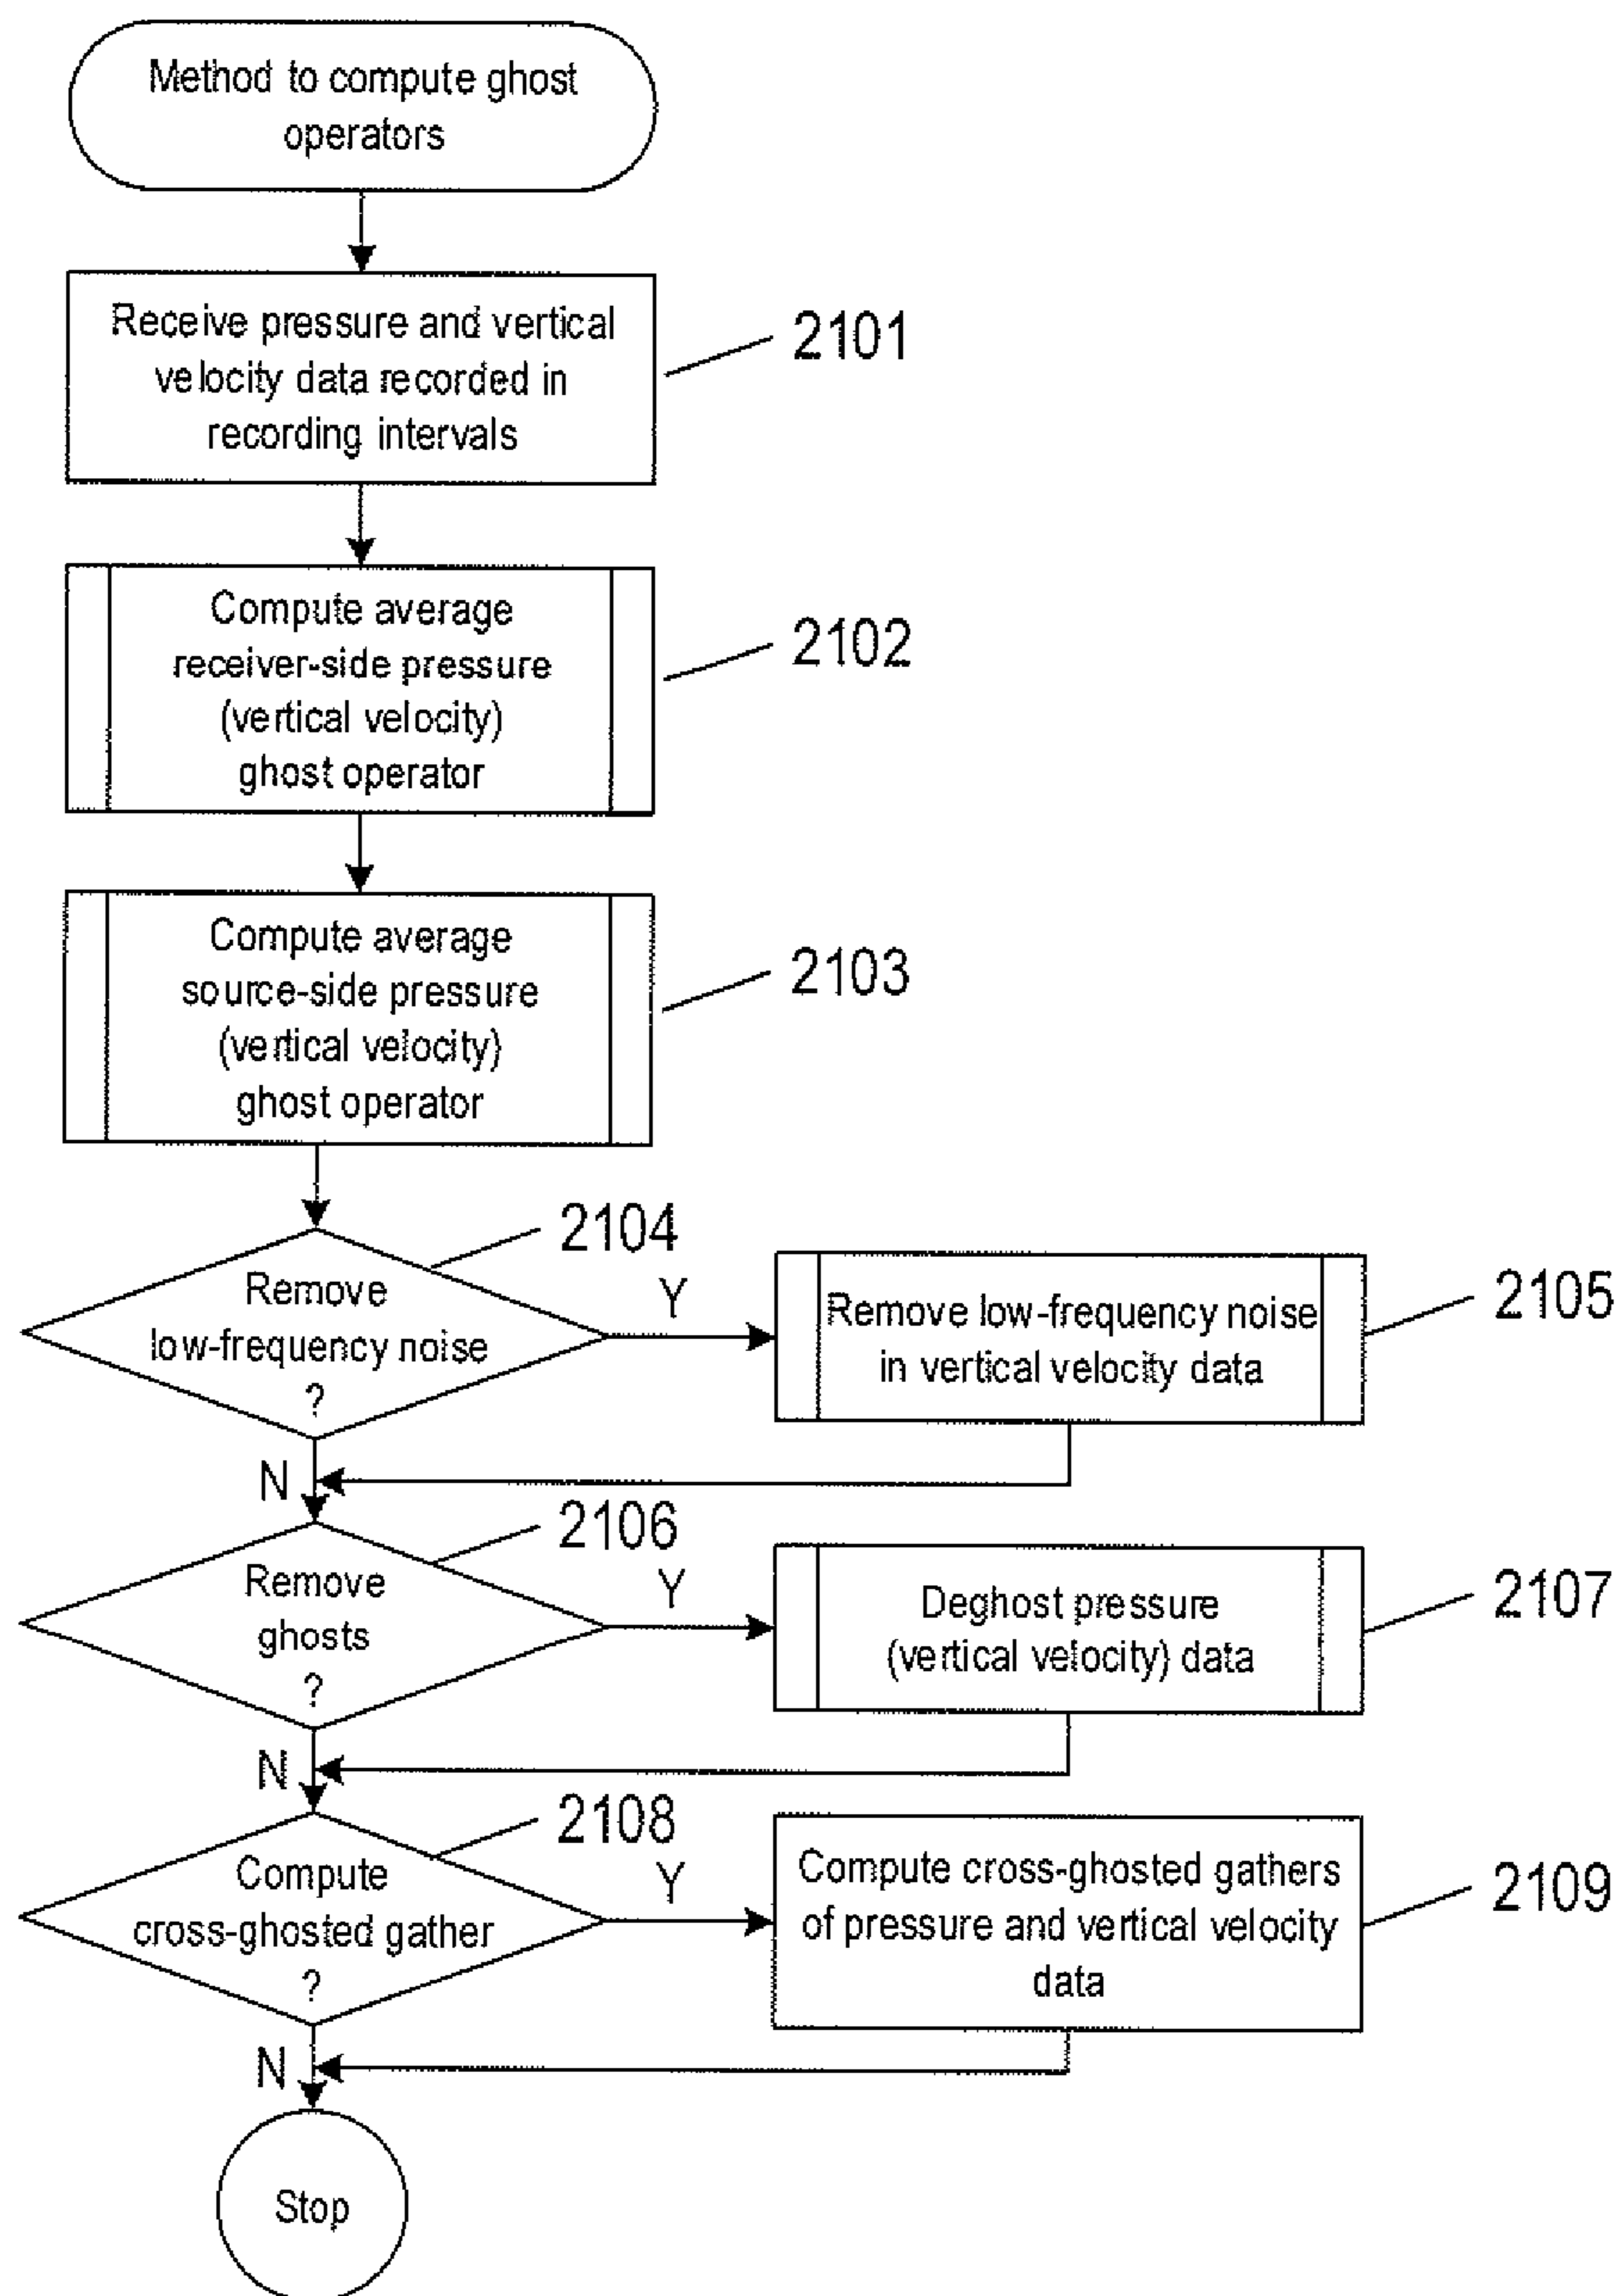 Method to compute ghost
operators
Receive pressure and vertical
velocity data recorded in
recording intervals
2101
Compute average
receiver-side pressure
(vertical velocity)
ghost operator
2102
Compute average
source-side pressure
(vertical velocity)
ghost operator
2103
2104
Remove
low-frequency noise
?
Y
Remove low-frequency noise
in vertical velocity data
2105
N
2106
Remove
ghosts
?
Y
Deghost pressure
(vertical velocity) data
2107
N
2108
Compute
cross-ghosted gather
?
Y
Compute cross-ghosted gathers
of pressure and vertical velocity
data
2109
N
Stop